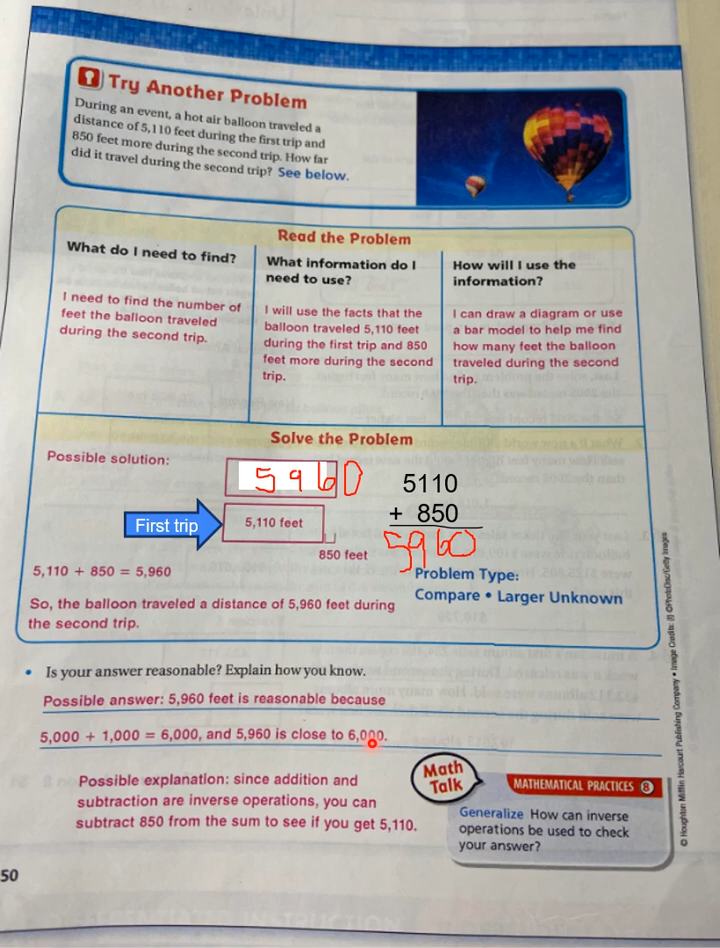 Try Another Problem
During an event, a hot air balloon traveled a
distance of 5,110 feet during the first trip and
850 feet more during the second trip. How far
did it travel during the second trip? See below.
Read the Problem
What do I need to find?
I need to find the number of
feet the balloon traveled
during the second trip.
What information do I
need to use?
I will use the facts that the
balloon traveled 5,110 feet
during the first trip and 850
feet more during the second
trip.
How will I use the
information?
I can draw a diagram or use
a bar model to help me find
how many feet the balloon
traveled during the second
trip.
Solve the Problem
Possible solution:
5960
First trip
5,110 feet
850 feet
5110
+ 850
5960
5,110 + 850 = 5,960
So, the balloon traveled a distance of 5,960 feet during
the second trip.
Problem Type:
Compare • Larger Unknown
• Is your answer reasonable? Explain how you know.
Possible answer: 5,960 feet is reasonable because
5,000 + 1,000 = 6,000, and 5,960 is close to 6,000.
Possible explanation: since addition and
subtraction are inverse operations, you can
subtract 850 from the sum to see if you get 5,110.
Math
Talk
MATHEMATICAL PRACTICES 8
Generalize How can inverse
operations be used to check
your answer?
© Houghton Mifflin Harcourt Publishing Company • Image Credits: (t) ©PhotoDisc/Getty Images
50